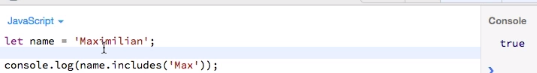 JavaScript
Console
let name = 'Maximilian';
true
console.log(name.includes('Max'));